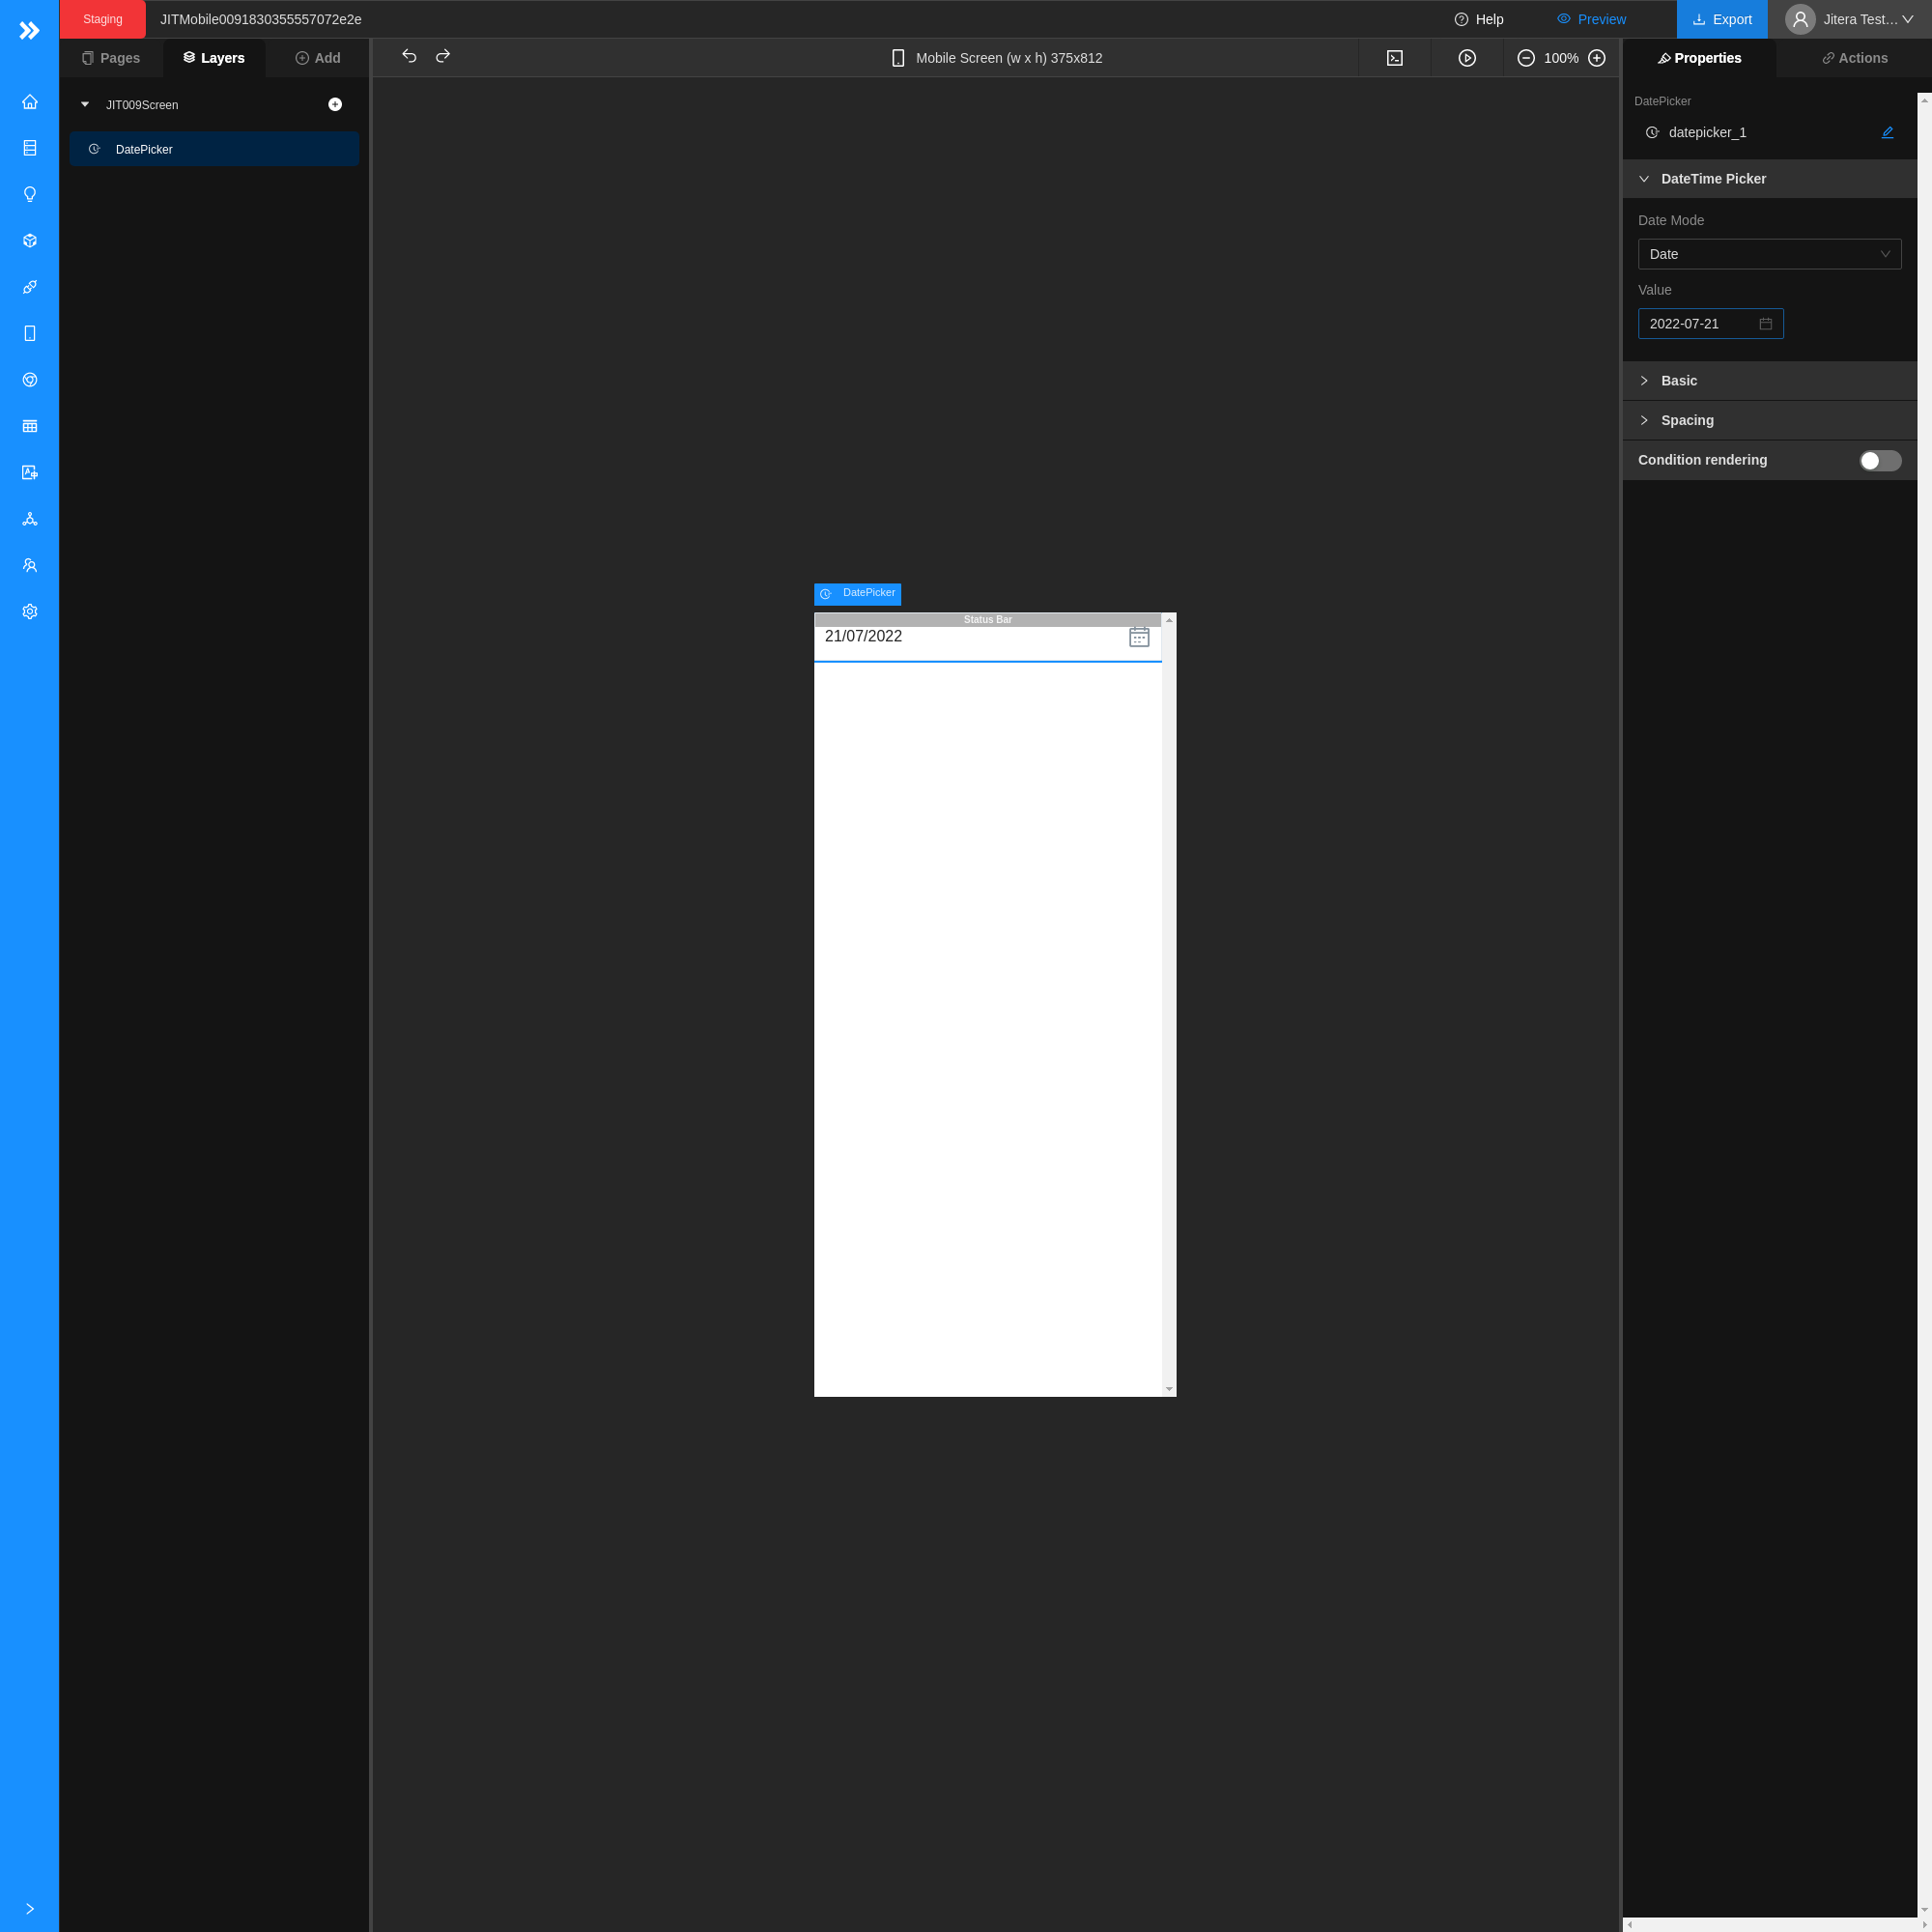 Staging
JITMobile0091830355557072e2e
Help
Preview
Export
Jitera Test...
Pages
Layers
Add
Mobile Screen (w x h) 375x812
100%
Properties
Actions
JIT009Screen
DatePicker
DatePicker
Status Bar
21/07/2022
DatePicker
datepicker_1
DateTime Picker
Date Mode
Date
Value
2022-07-21
Basic
Spacing
Condition rendering